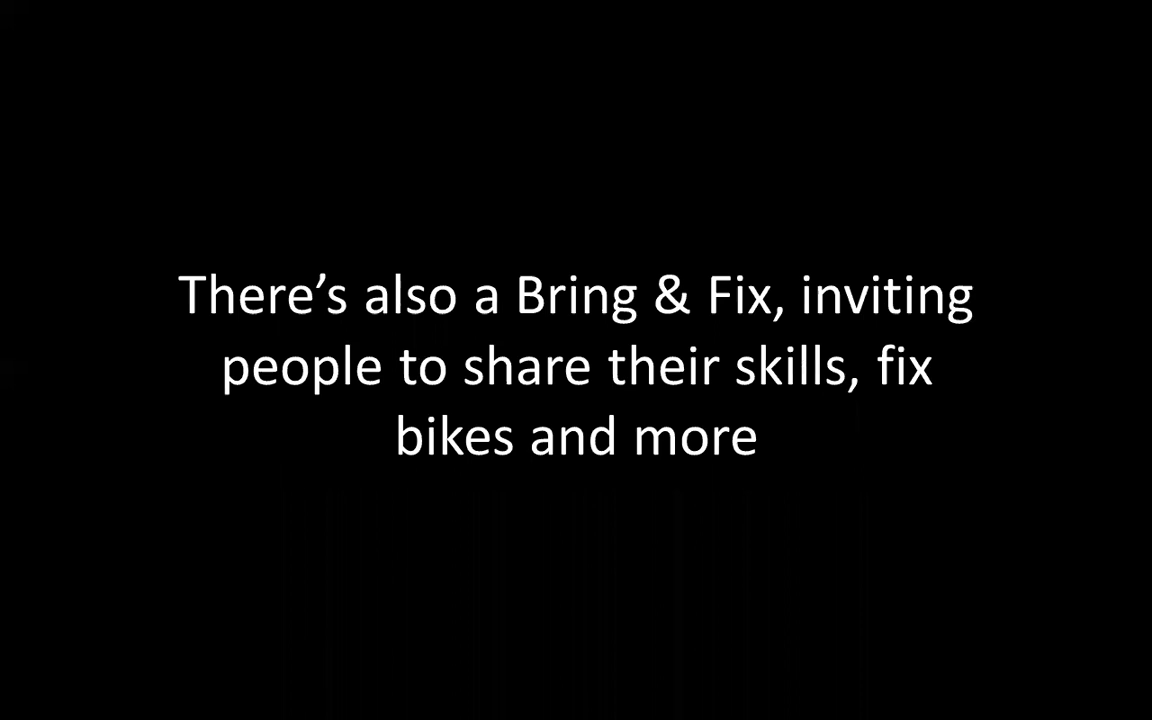 There’s also a Bring & Fix, inviting
people to share their skills, fix
bikes and more